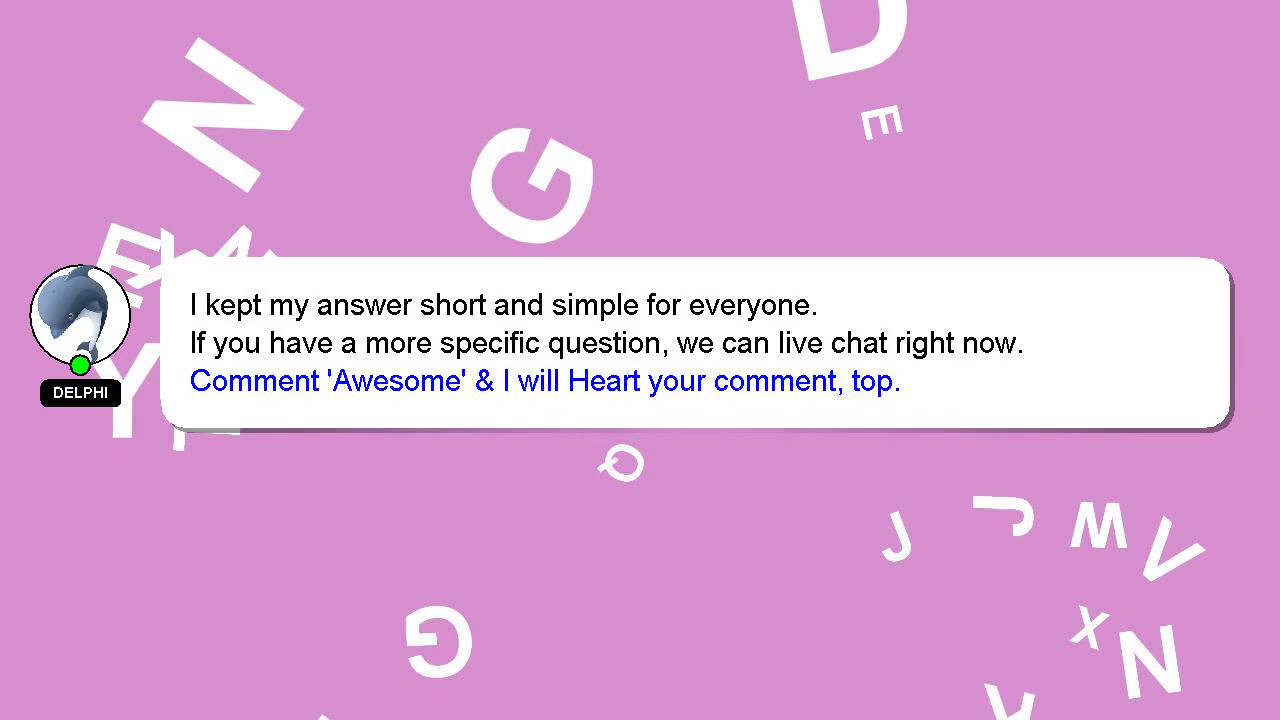 N
G
D
E
E
Y
I kept my answer short and simple for everyone.
If you have a more specific question, we can live chat right now.
Comment 'Awesome' & I will Heart your comment, top.
DELPHI
Q
J
J
W
V
G
X
N